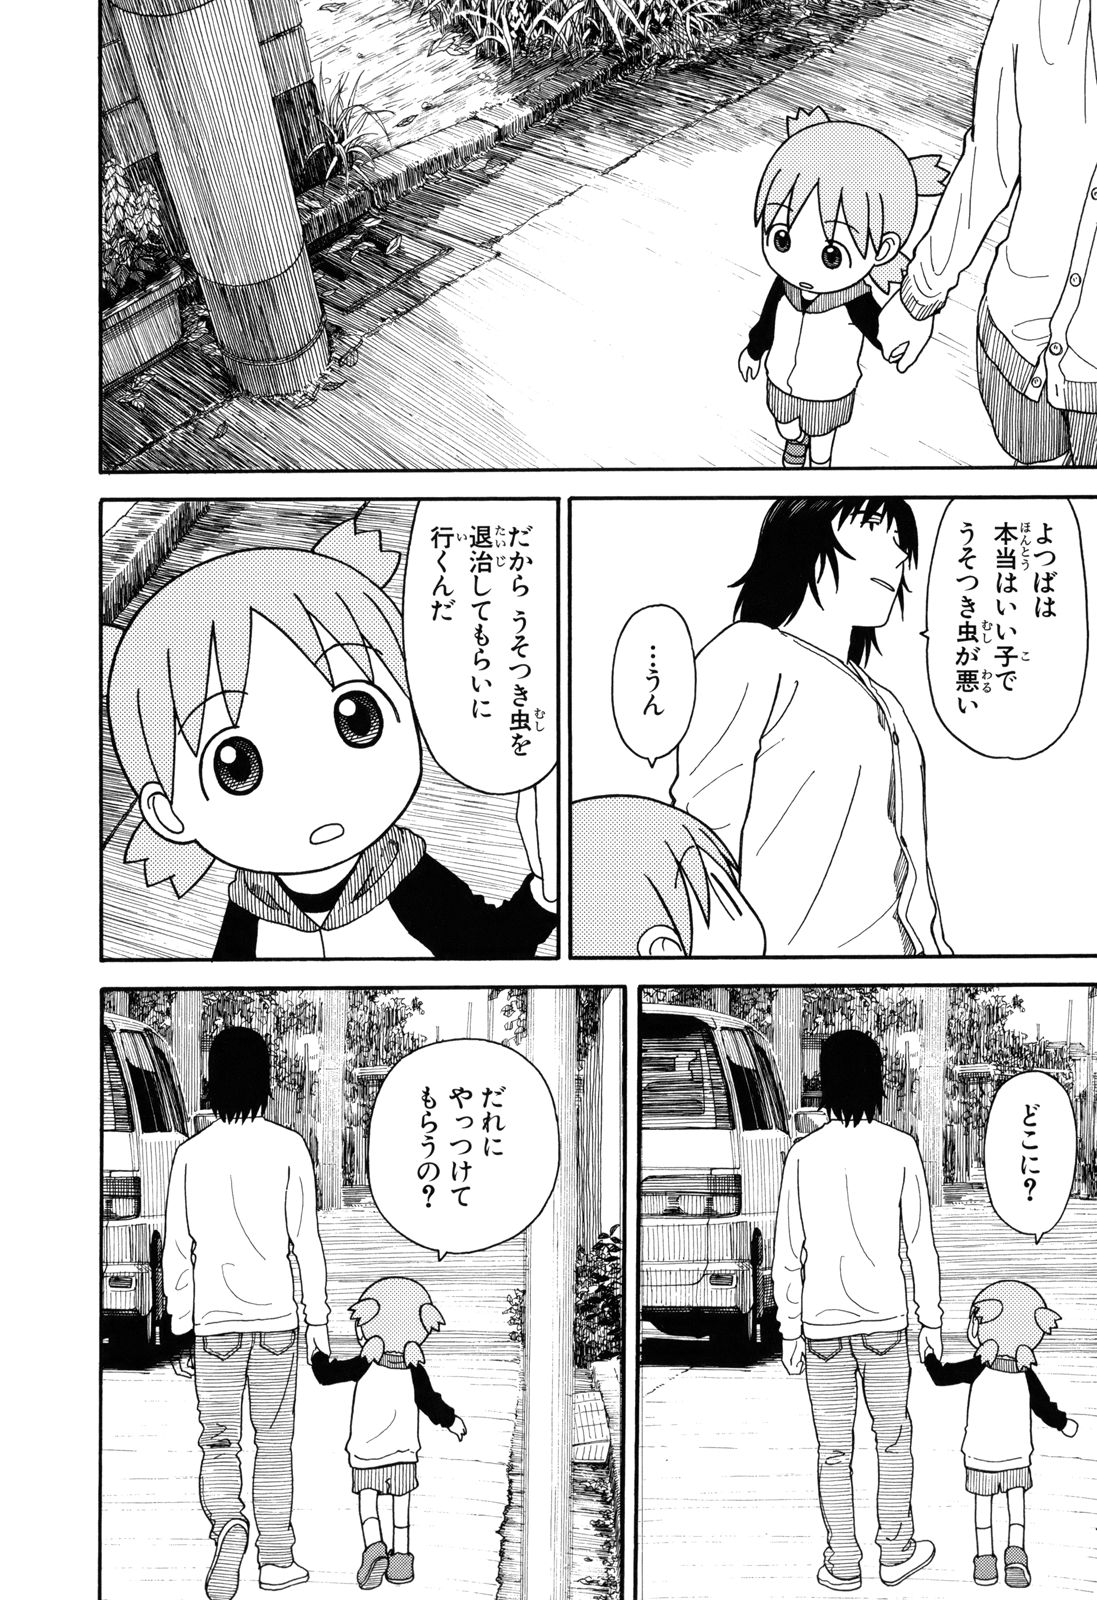 よつばは
本当はいい子で
うそつき虫が悪い
…うん
だから うそつき虫を
退治してもらいに
行くんだ
どこに？
だれに
やっつけて
もらうの？